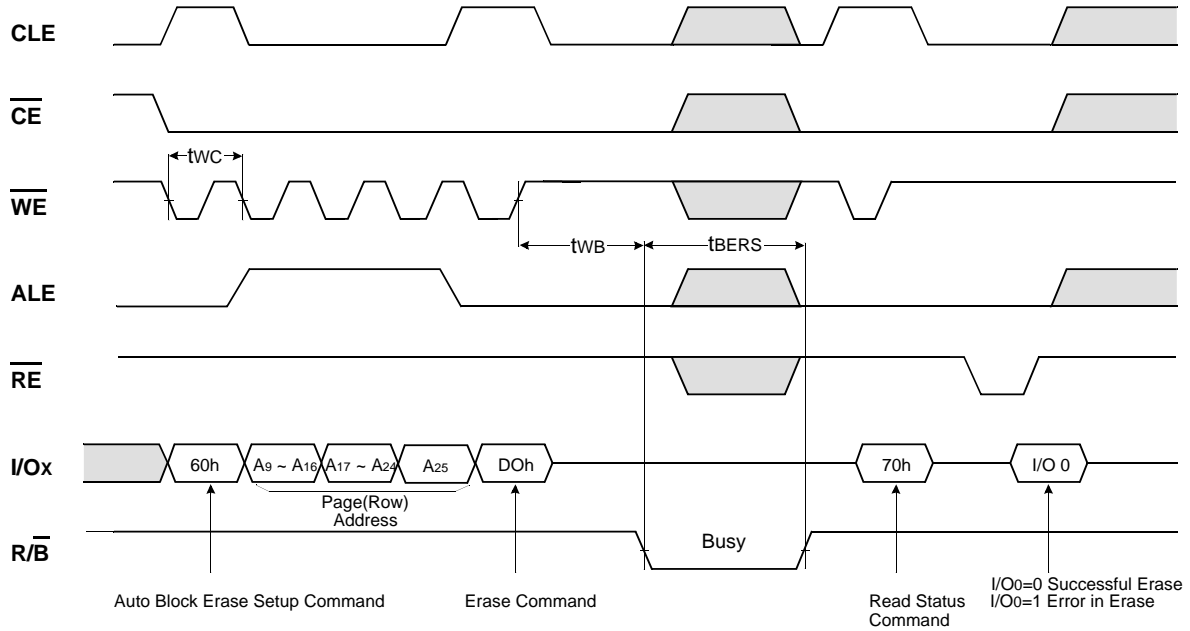 CLE
CE
tWC
WE
tWB
tBERS
ALE
RE
I/Ox
60h
A9 ~ A16
A17 ~ A24
A25
DOh
70h
I/O 0
Page(Row)
Address
R/B
Busy
Auto Block Erase Setup Command
Erase Command
Read Status
Command
I/O0=0 Successful Erase
I/O0=1 Error in Erase